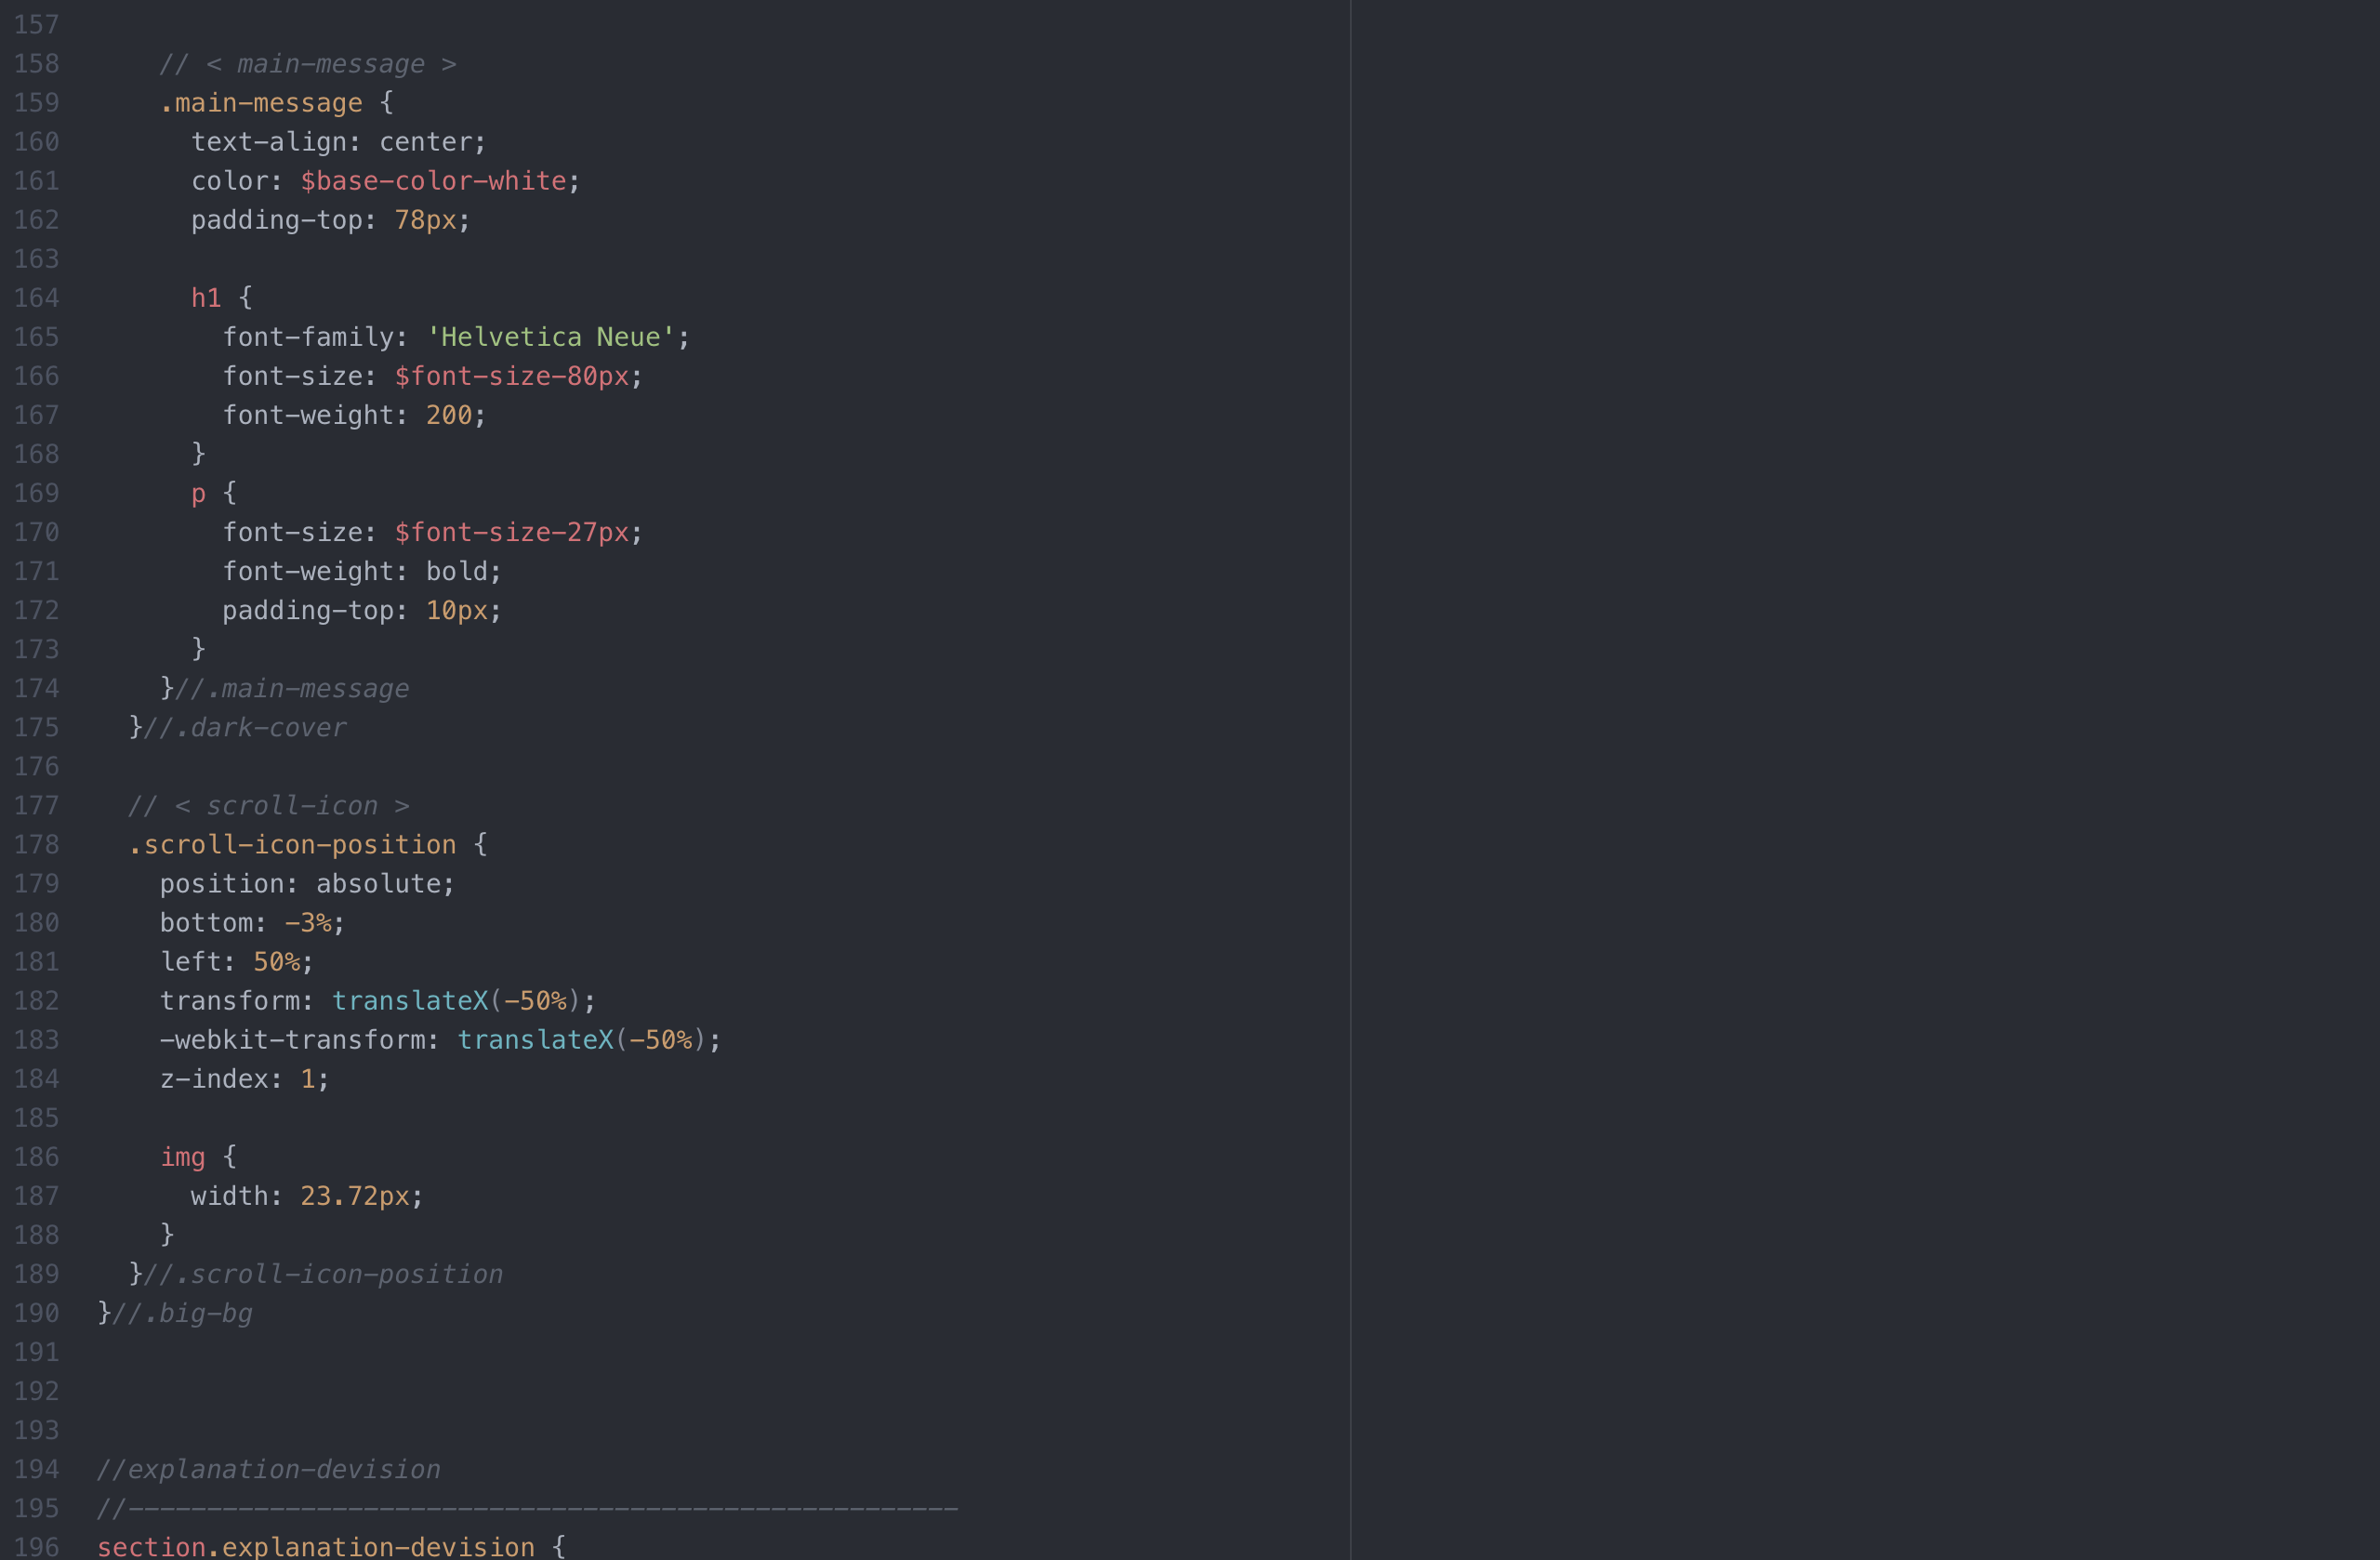 157
158 // < main-message >
159 .main-message {
160 text-align: center;
161 color: $base-color-white;
162 padding-top: 78px;
163
164 h1 {
165 font-family: 'Helvetica Neue';
166 font-size: $font-size-80px;
167 font-weight: 200;
168 }
169 p {
170 font-size: $font-size-27px;
171 font-weight: bold;
172 padding-top: 10px;
173 }
174 }//.main-message
175 }//.dark-cover
176
177 // < scroll-icon >
178 .scroll-icon-position {
179 position: absolute;
180 bottom: -3%;
181 left: 50%;
182 transform: translateX(-50%);
183 -webkit-transform: translateX(-50%);
184 z-index: 1;
185
186 img {
187 width: 23.72px;
188 }
189 }//.scroll-icon-position
190 }//.big-bg
191
192
193
194 //explanation-devision
195 //-----------------------------------------------------
196 section.explanation-devision {